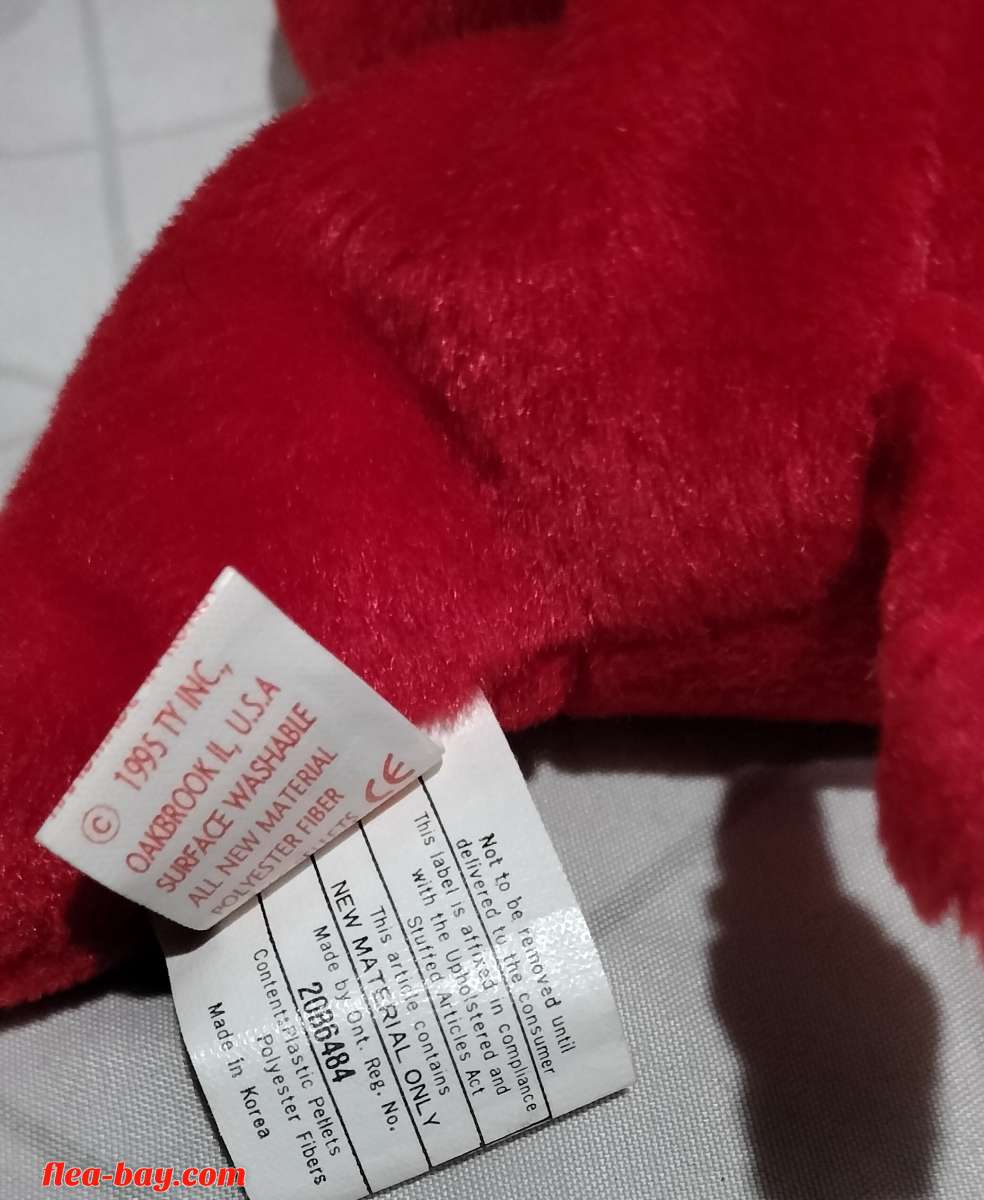 © 1995 TY INC.,
OAKBROOK IL, U.S.A
SURFACE WASHABLE
ALL NEW MATERIAL
POLYESTER FIBER
CE
Not to be removed until
delivered to the consumer
This label is affixed in compliance
with the Upholstered and
Stuffed Articles Act
This article contains
NEW MATERIAL ONLY
Made by Ont. Reg. No.
2086484
Content:Plastic Pellets
Polyester Fibers
Made in Korea
flea-bay.com